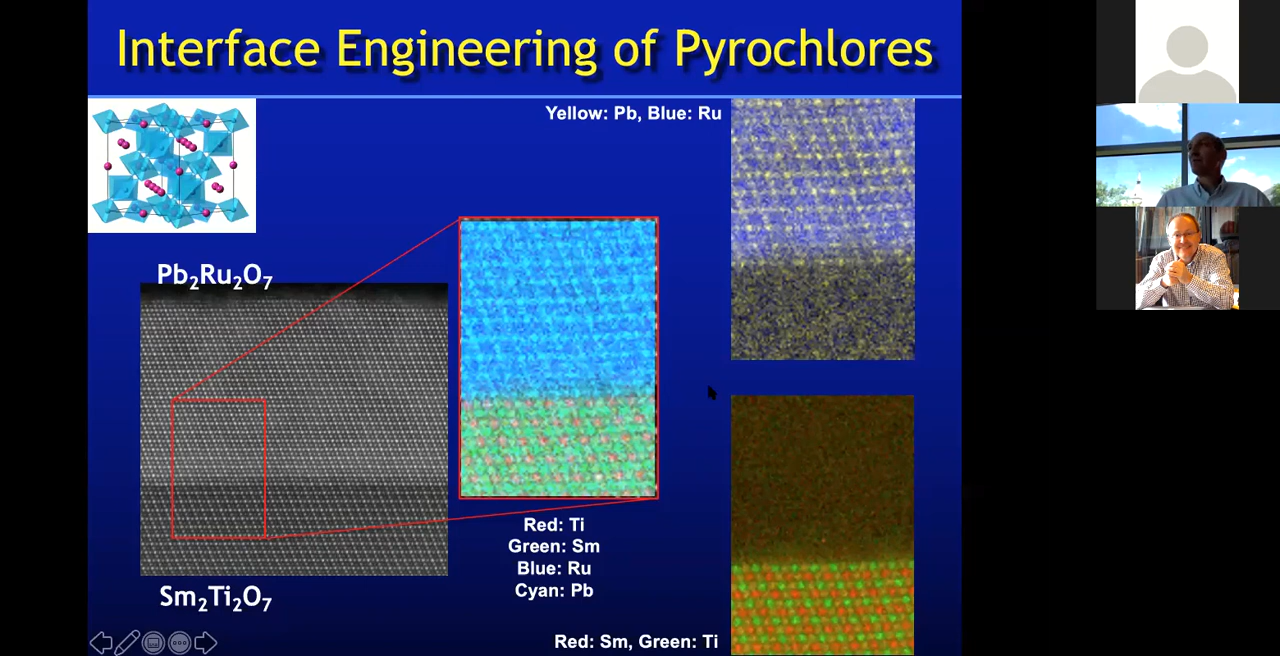 Interface Engineering of Pyrochlores
Yellow: Pb, Blue: Ru
Pb₂Ru₂O₇
Red: Ti
Green: Sm
Blue: Ru
Cyan: Pb
Sm₂Ti₂O₇
Red: Sm, Green: Ti